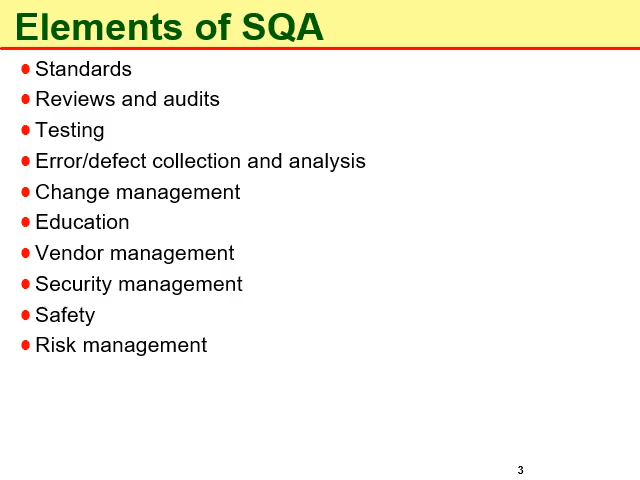 Elements of SQA
Standards
Reviews and audits
Testing
Error/defect collection and analysis
Change management
Education
Vendor management
Security management
Safety
Risk management
3